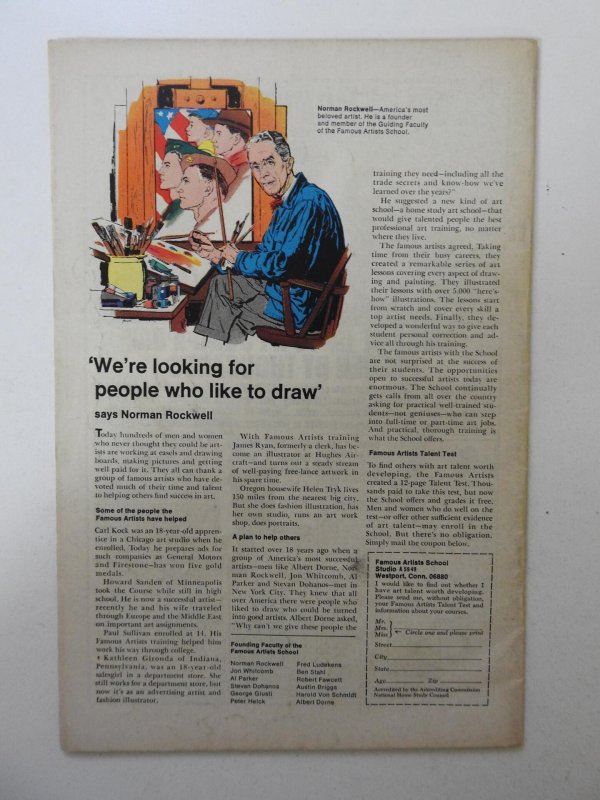 Norman Rockwell—America's most
beloved artist. He is a founder
and member of the Guiding Faculty
of the Famous Artists School.
'We're looking for
people who like to draw'
says Norman Rockwell
Today hundreds of men and women
who never thought they could be art-
ists are working at easels and drawing
boards, making pictures and getting
well paid for it. They all can thank a
group of famous artists who have de-
voted much of their time and talent
to helping others find success in art.
Some of the people the
Famous Artists have helped
Carl Kock was an 18-year-old appren-
tice in a Chicago art studio when he
enrolled. Today he prepares ads for
such companies as General Motors
and Firestone—has won five gold
medals.
Howard Sanden of Minneapolis
took the Course while still in high
school. He is now a successful artist—
recently he and his wife traveled
through Europe and the Middle East
on important art assignments.
Paul Sullivan enrolled at 14. His
Famous Artists training helped him
work his way through college.
Kathleen Gironda of Indiana,
Pennsylvania, was an 18-year-old
salesgirl in a department store. She
still works for a department store, but
now it's as an advertising artist and
fashion illustrator.
With Famous Artists training
James Ryan, formerly a clerk, has be-
come an illustrator at Hughes Air-
craft—and turns out a steady stream
of well-paying free-lance artwork in
his spare time.
Oregon housewife Helen Tryk lives
150 miles from the nearest big city.
But she does fashion illustration, has
her own studio, runs an art work
shop, does portraits.
A plan to help others
It started over 18 years ago when a
group of America's most successful
artists—men like Albert Dorne, Nor-
man Rockwell, Jon Whitcomb, Al
Parker and Stevan Dohanos—met in
New York City. They knew that all
over America there were people who
liked to draw who could be turned
into good artists. Albert Dorne asked,
"Why can't we give these people the
Founding Faculty of the
Famous Artists School
Norman Rockwell
Jon Whitcomb
Al Parker
Stevan Dohanos
George Giusti
Peter Helck
Fred Ludekens
Ben Stahl
Robert Fawcett
Austin Briggs
Harold Von Schmidt
Albert Dorne
training they need—including all the
trade secrets and know-how we've
learned over the years?"
He suggested a new kind of art
school—a home study art school—that
would give talented people the best
professional art training, no matter
where they live.
The famous artists agreed. Taking
time from their busy careers, they
created a remarkable series of art
lessons covering every aspect of draw-
ing and painting. They illustrated
their lessons with over 5,000 "here's-
how" illustrations. The lessons start
from scratch and cover every skill a
top artist needs. Finally, they de-
veloped a wonderful way to give each
student personal correction and ad-
vice all through his training.
The famous artists with the School
are not surprised at the success of
their students. The opportunities
open to successful artists today are
enormous. The School continually
gets calls from all over the country
asking for practical well-trained stu-
dents—not geniuses—who can step
into full-time or part-time art jobs.
And practical, thorough training is
what the School offers.
Famous Artists Talent Test
To find others with art talent worth
developing, the Famous Artists
created a 12-page Talent Test. Thou-
sands paid to take this test, but now
the School offers and grades it free.
Men and women who do well on the
test—or offer other sufficient evidence
of art talent—may enroll in the
School. But there's no obligation.
Simply mail the coupon below.
Famous Artists School
Studio A 5849
Westport, Conn. 06880
I would like to find out whether I
have art talent worth developing.
Please send me, without obligation,
your Famous Artists Talent Test and
information about your courses.
Mr.
Mrs.
Miss ← Circle one and please print
Street
City
State
Age Zip
Accredited by the Accrediting Commission
National Home Study Council